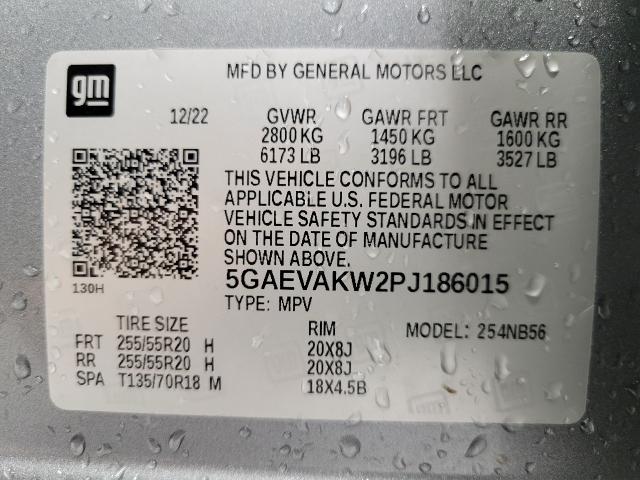 gm
MFD BY GENERAL MOTORS LLC
12/22 GVWR GAWR FRT GAWR RR
2800 KG 1450 KG 1600 KG
6173 LB 3196 LB 3527 LB
THIS VEHICLE CONFORMS TO ALL
APPLICABLE U.S. FEDERAL MOTOR
VEHICLE SAFETY STANDARDS IN EFFECT
ON THE DATE OF MANUFACTURE
SHOWN ABOVE.
130H
5GAEVAKW2PJ186015
TYPE: MPV
TIRE SIZE RIM MODEL: 254NB56
FRT 255/55R20 H 20X8J
RR 255/55R20 H 20X8J
SPA T135/70R18 M 18X4.5B